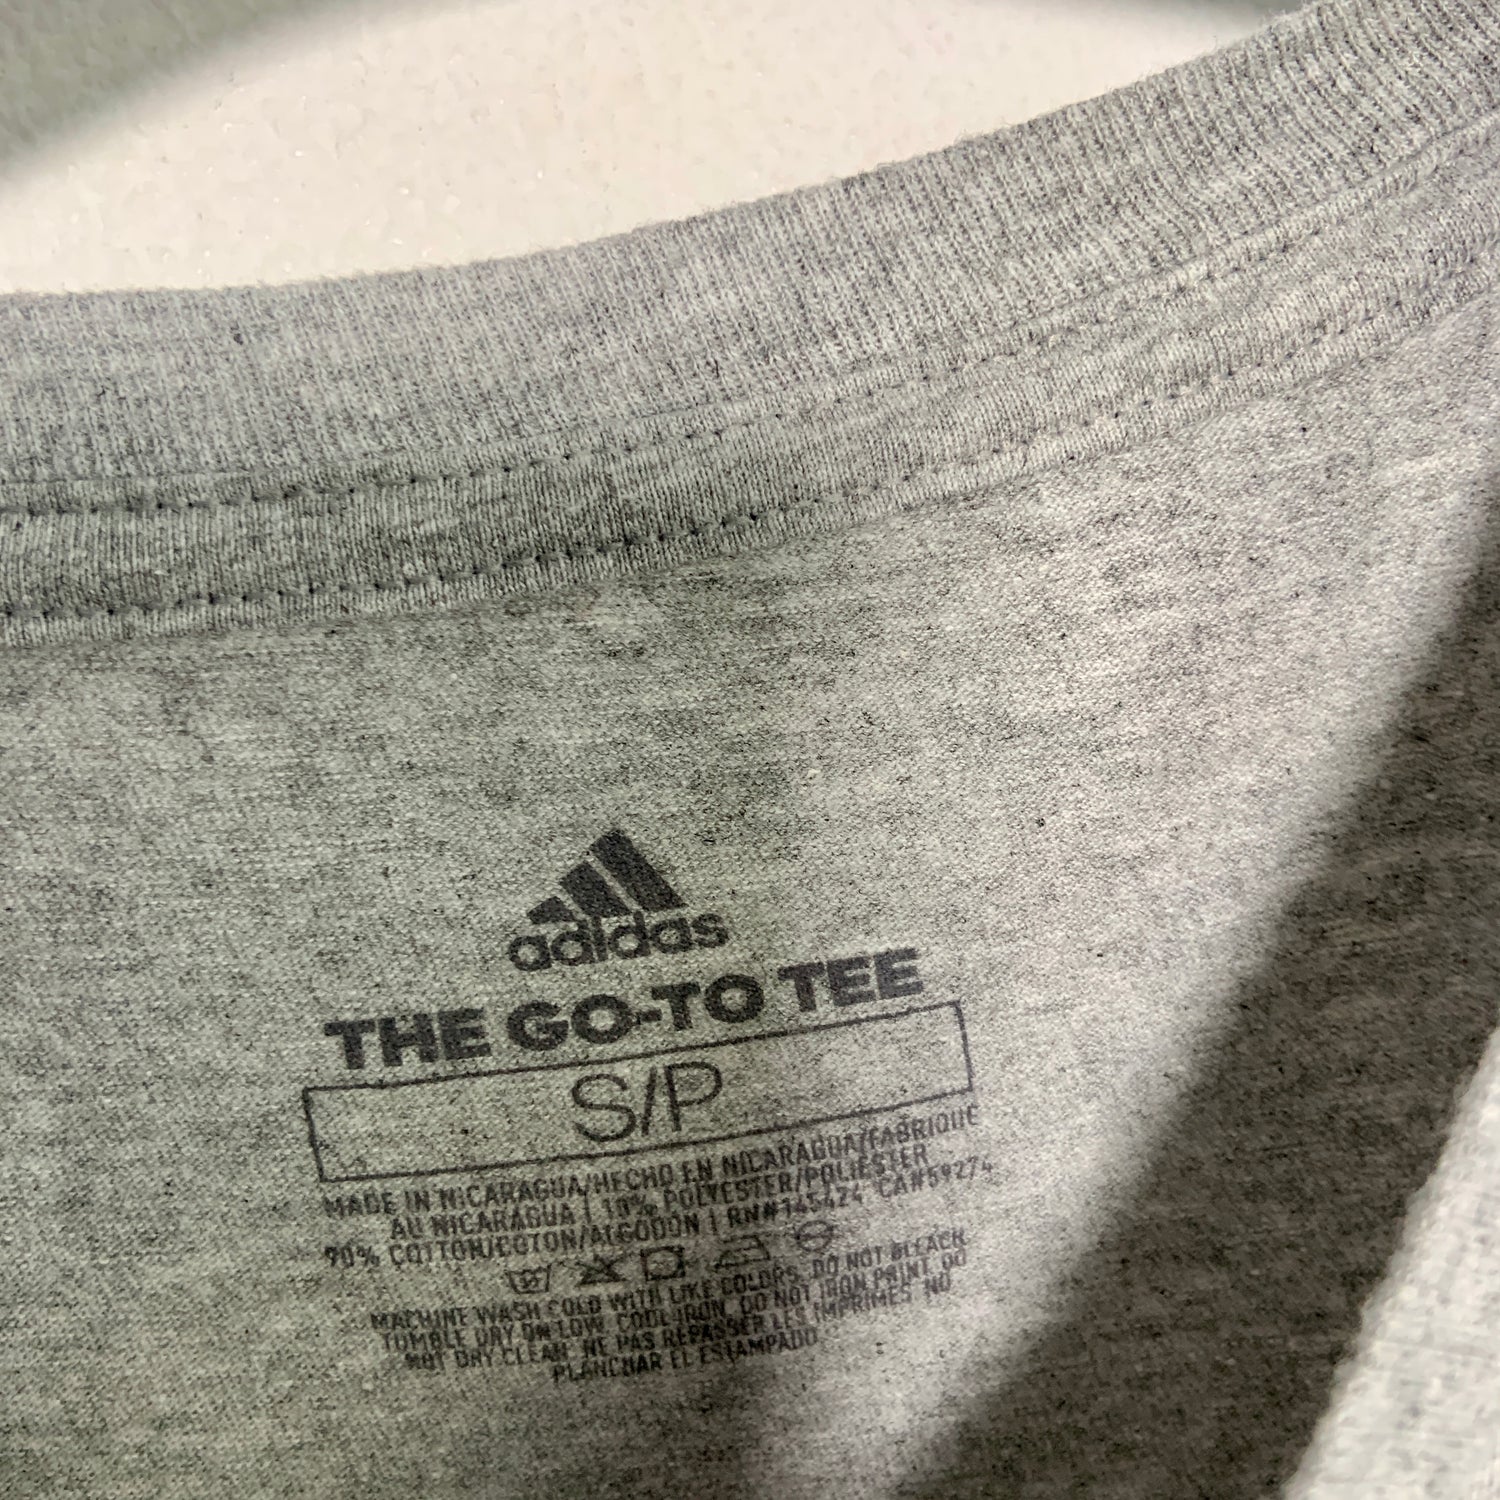 adidas
THE GO-TO TEE
S/P
MADE IN NICARAGUA/HECHO EN NICARAGUA/FABRIQUE
AU NICARAGUA | 10% POLYESTER/POLIESTER
90% COTTON/COTON/ALGODON | RN#145424 CA#59274
MACHINE WASH COLD WITH LIKE COLORS. DO NOT BLEACH.
TUMBLE DRY ON LOW. COOL IRON. DO NOT IRON PRINT. DO
NOT DRY CLEAN. NE PAS REPASSER LES IMPRIMES. NO
PLANCHAR EL ESTAMPADO.